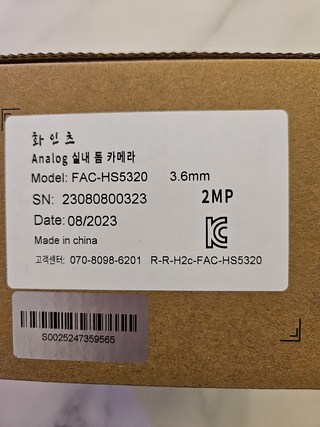 화인츠
Analog 실내 돔 카메라
Model: FAC-HS5320 3.6mm
SN: 23080800323 2MP
Date: 08/2023
Made in china
고객센터: 070-8098-6201 R-R-H2c-FAC-HS5320
S0025247359565